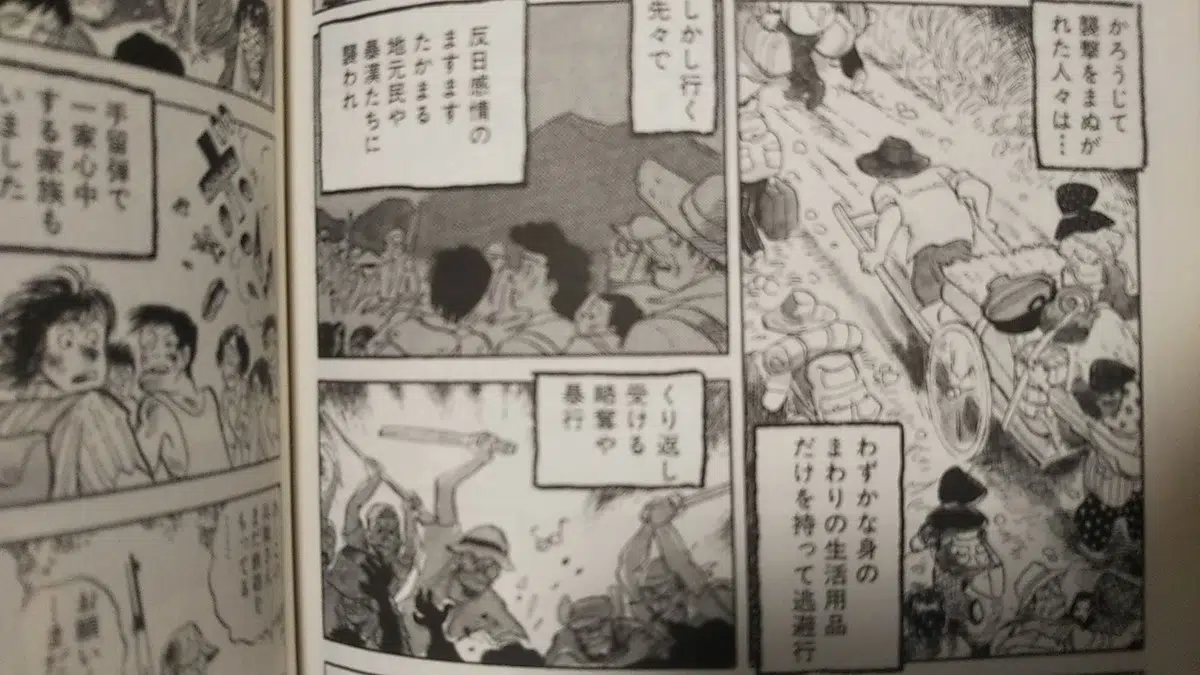 かろうじて
襲撃をまぬが
れた人々は…
わずかな身の
まわりの生活用品
だけを持って逃避行
しかし行く
先々で
反日感情の
ますます
たかまる
地元民や
暴漢たちに
襲われ
くり返し
受ける
略奪や
暴行
手留弾で
一家心中
する家族も
いました
お願い